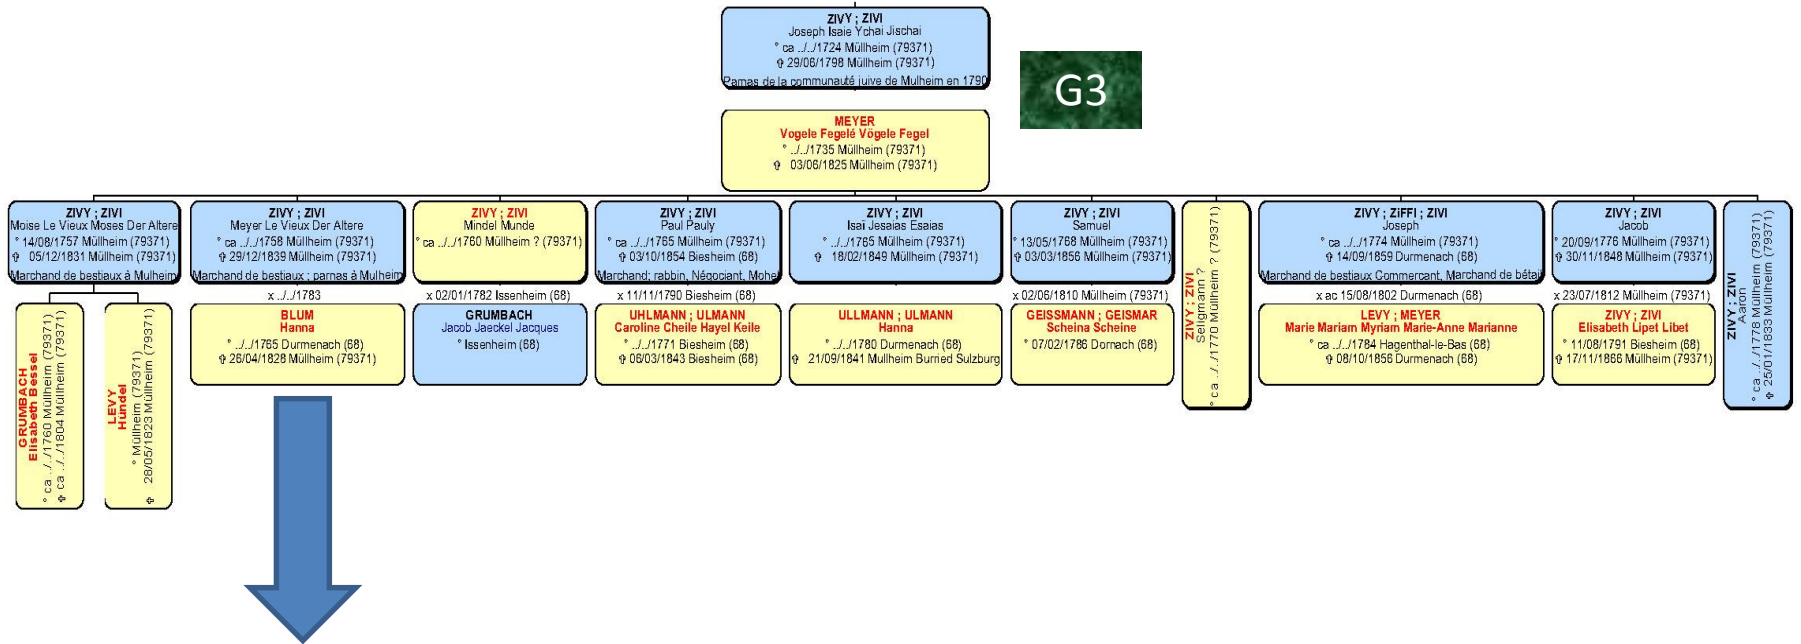 ZIVY ; ZIVI
Joseph Isaie Ychai Jischai
° ca ../../1724 Müllheim (79371)
✞ 29/06/1798 Müllheim (79371)
Parnas de la communauté juive de Mulheim en 1790
G3
MEYER
Vogele Fegelé Vögele Fegel
° ../../1735 Müllheim (79371)
✞ 03/06/1825 Müllheim (79371)
ZIVY ; ZIVI
Moise Le Vieux Moses Der Altere
° 14/08/1757 Müllheim (79371)
✞ 05/12/1831 Müllheim (79371)
Marchand de bestiaux à Mulheim
GRUMBACH
Elisabeth Bessel
° ca ../../1760 Müllheim (79371)
✞ ca ../../1804 Müllheim (79371)
LEVY
Hundel
° Müllheim (79371)
✞ 28/05/1823 Müllheim (79371)
ZIVY ; ZIVI
Meyer Le Vieux Der Altere
° ca ../../1758 Müllheim (79371)
✞ 29/12/1839 Müllheim (79371)
Marchand de bestiaux ; parnas à Mulheim
x ../../1783
BLUM
Hanna
° ../../1765 Durmenach (68)
✞ 26/04/1828 Müllheim (79371)
ZIVY ; ZIVI
Mindel Munde
° ca ../../1760 Müllheim ? (79371)
x 02/01/1782 Issenheim (68)
GRUMBACH
Jacob Jaeckel Jacques
° Issenheim (68)
ZIVY ; ZIVI
Paul Pauly
° ca ../../1765 Müllheim (79371)
✞ 03/10/1854 Biesheim (68)
Marchand; rabbin, Négociant, Mohel
x 11/11/1790 Biesheim (68)
UHLMANN ; ULMANN
Caroline Cheile Hayel Keile
° ../../1771 Biesheim (68)
✞ 06/03/1843 Biesheim (68)
ZIVY ; ZIVI
Isaï Jesaias Esaias
° ../../1765 Müllheim (79371)
✞ 18/02/1849 Müllheim (79371)
ULLMANN ; ULMANN
Hanna
° ../../1780 Durmenach (68)
✞ 21/09/1841 Mullheim Burried Sulzburg
ZIVY ; ZIVI
Samuel
° 13/05/1768 Müllheim (79371)
✞ 03/03/1856 Müllheim (79371)
x 02/06/1810 Müllheim (79371)
GEISSMANN ; GEISMAR
Scheina Scheine
° 07/02/1786 Dornach (68)
ZIVY ; ZIVI
Seligmann ?
° ca ../../1770 Müllheim ? (79371)
ZIVY ; ZiFFI ; ZIVI
Joseph
° ca ../../1774 Müllheim (79371)
✞ 14/09/1859 Durmenach (68)
Marchand de bestiaux Commercant, Marchand de bétail
x ac 15/08/1802 Durmenach (68)
LEVY ; MEYER
Marie Mariam Myriam Marie-Anne Marianne
° ca ../../1784 Hagenthal-le-Bas (68)
✞ 08/10/1856 Durmenach (68)
ZIVY ; ZIVI
Jacob
° 20/09/1776 Müllheim (79371)
✞ 30/11/1848 Müllheim (79371)
x 23/07/1812 Müllheim (79371)
ZIVY ; ZIVI
Elisabeth Lipet Libet
° 11/08/1791 Biesheim (68)
✞ 17/11/1866 Müllheim (79371)
ZIVY ; ZIVI
Aaron
° ca ../../1778 Müllheim (79371)
✞ 25/01/1833 Müllheim (79371)